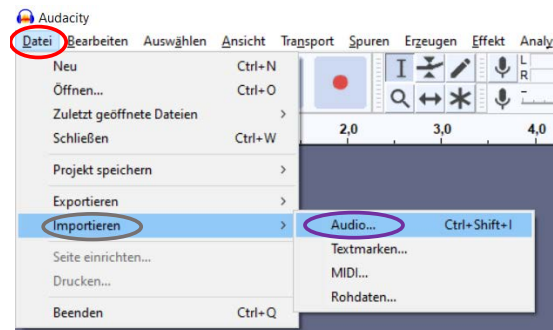 Audacity
Datei Bearbeiten Auswählen Ansicht Transport Spuren Erzeugen Effekt Analy
Neu Ctrl+N
Öffnen... Ctrl+O
Zuletzt geöffnete Dateien >
Schließen Ctrl+W
Projekt speichern >
Exportieren >
Importieren >
Seite einrichten...
Drucken...
Beenden Ctrl+Q
L
R
2,0 3,0 4,0
Audio... Ctrl+Shift+I
Textmarken...
MIDI...
Rohdaten...